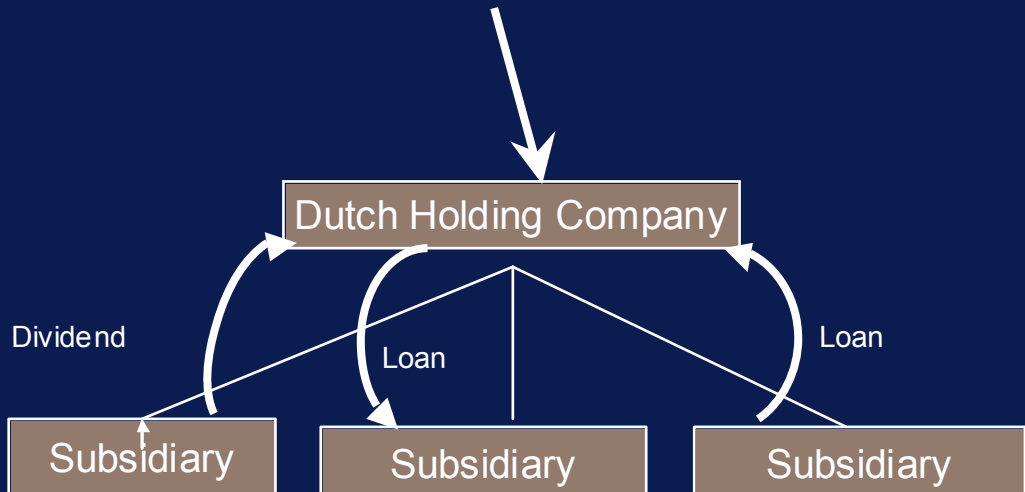 Dutch Holding Company
Dividend
Loan
Loan
Subsidiary
Subsidiary
Subsidiary